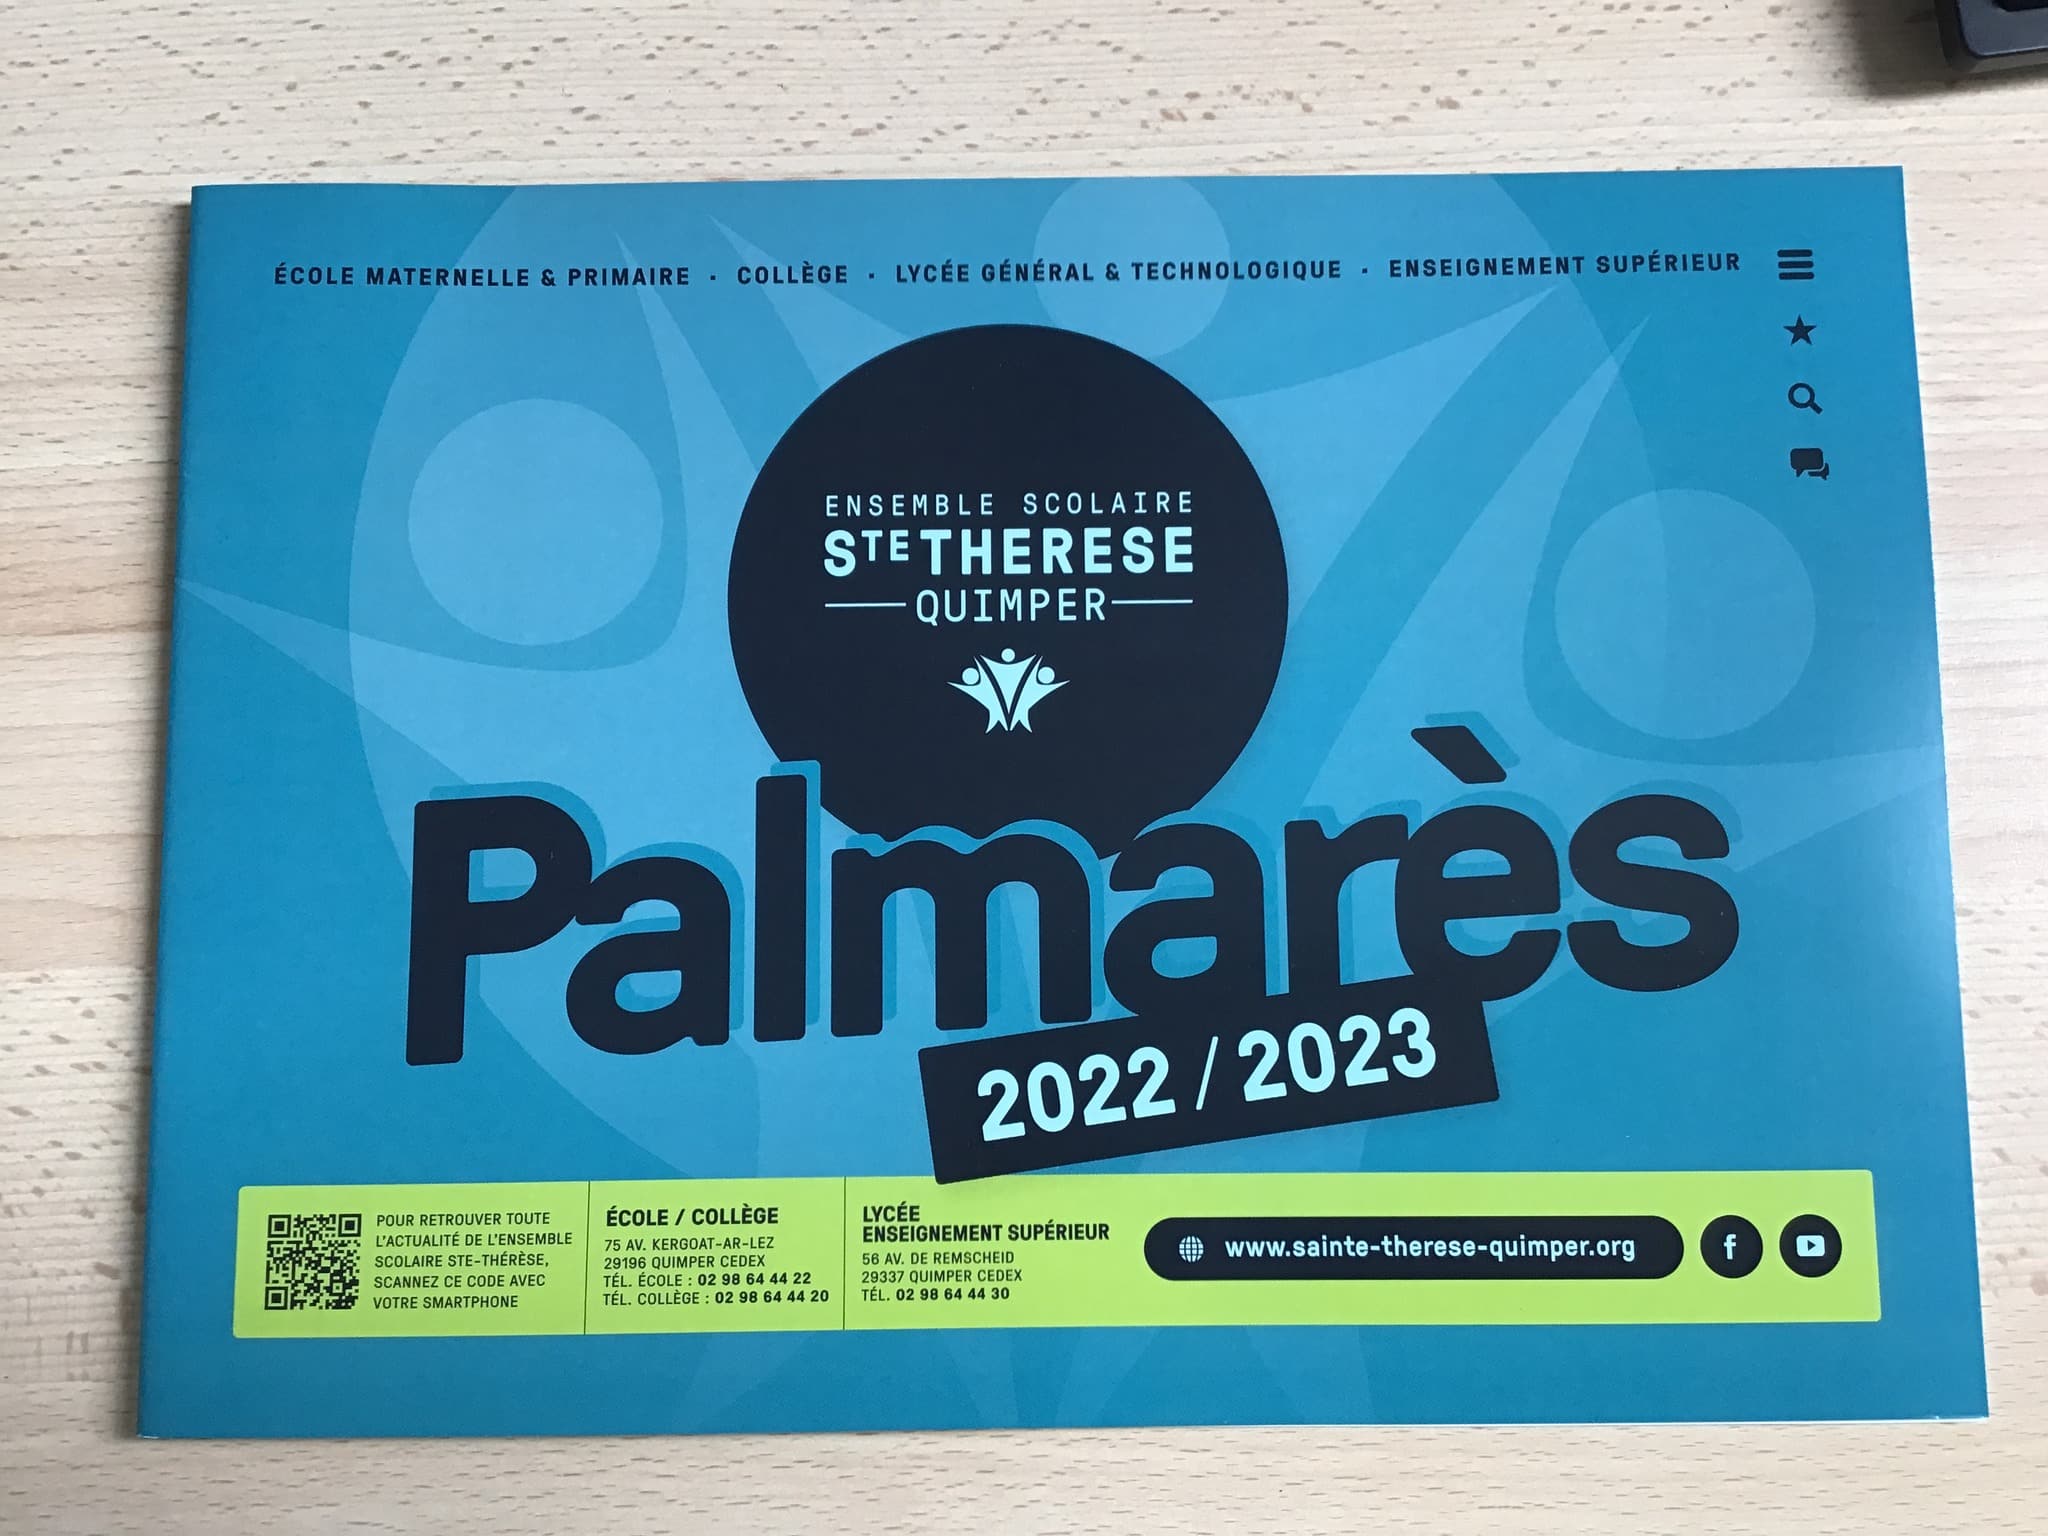 ÉCOLE MATERNELLE & PRIMAIRE · COLLÈGE · LYCÉE GÉNÉRAL & TECHNOLOGIQUE · ENSEIGNEMENT SUPÉRIEUR
ENSEMBLE SCOLAIRE
STE THERESE
QUIMPER
Palmarès
2022 / 2023
POUR RETROUVER TOUTE
L'ACTUALITÉ DE L'ENSEMBLE
SCOLAIRE STE-THÉRÈSE,
SCANNEZ CE CODE AVEC
VOTRE SMARTPHONE
ÉCOLE / COLLÈGE
75 AV. KERGOAT-AR-LEZ
29196 QUIMPER CEDEX
TÉL. ÉCOLE : 02 98 64 44 22
TÉL. COLLÈGE : 02 98 64 44 20
LYCÉE
ENSEIGNEMENT SUPÉRIEUR
56 AV. DE REMSCHEID
29337 QUIMPER CEDEX
TÉL. 02 98 64 44 30
www.sainte-therese-quimper.org
f